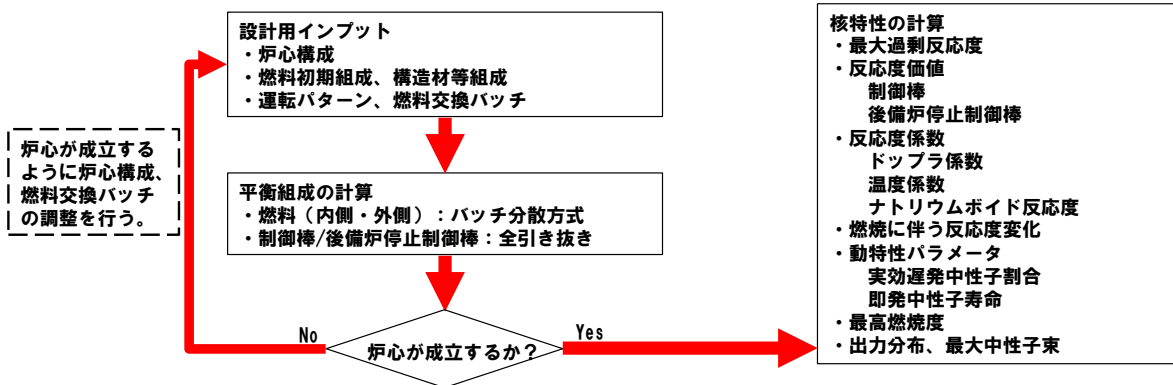 設計用インプット
・炉心構成
・燃料初期組成、構造材等組成
・運転パターン、燃料交換バッチ
炉心が成立する
ように炉心構成、
燃料交換バッチ
の調整を行う。
平衡組成の計算
・燃料（内側・外側）：バッチ分散方式
・制御棒/後備炉停止制御棒：全引き抜き
No
炉心が成立するか？
Yes
核特性の計算
・最大過剰反応度
・反応度価値
制御棒
後備炉停止制御棒
・反応度係数
ドップラ係数
温度係数
ナトリウムボイド反応度
・燃焼に伴う反応度変化
・動特性パラメータ
実効遅発中性子割合
即発中性子寿命
・最高燃焼度
・出力分布、最大中性子束